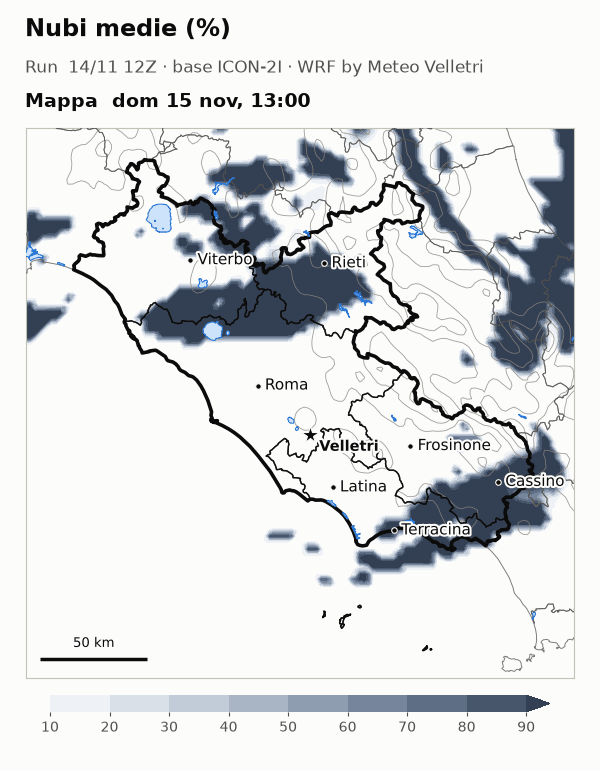 Nubi medie (%)
Run 14/11 12Z · base ICON-2I · WRF by Meteo Velletri
Mappa dom 15 nov, 13:00
Viterbo
Rieti
Roma
Velletri
Frosinone
Cassino
Latina
Terracina
50 km
10 20 30 40 50 60 70 80 90